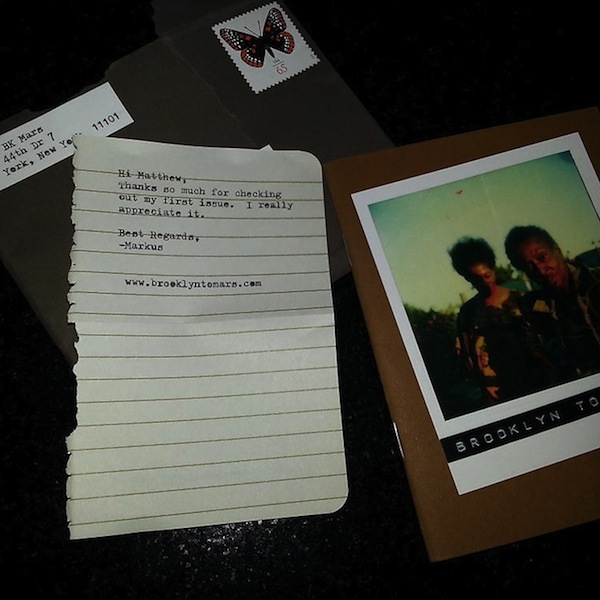 USA
65
BK Mars
44th Dr 7
York, New York 11101
Hi Matthew,
Thanks so much for checking
out my first issue. I really
appreciate it.
Best Regards,
-Markus
www.brooklyntomars.com
BROOKLYN TO